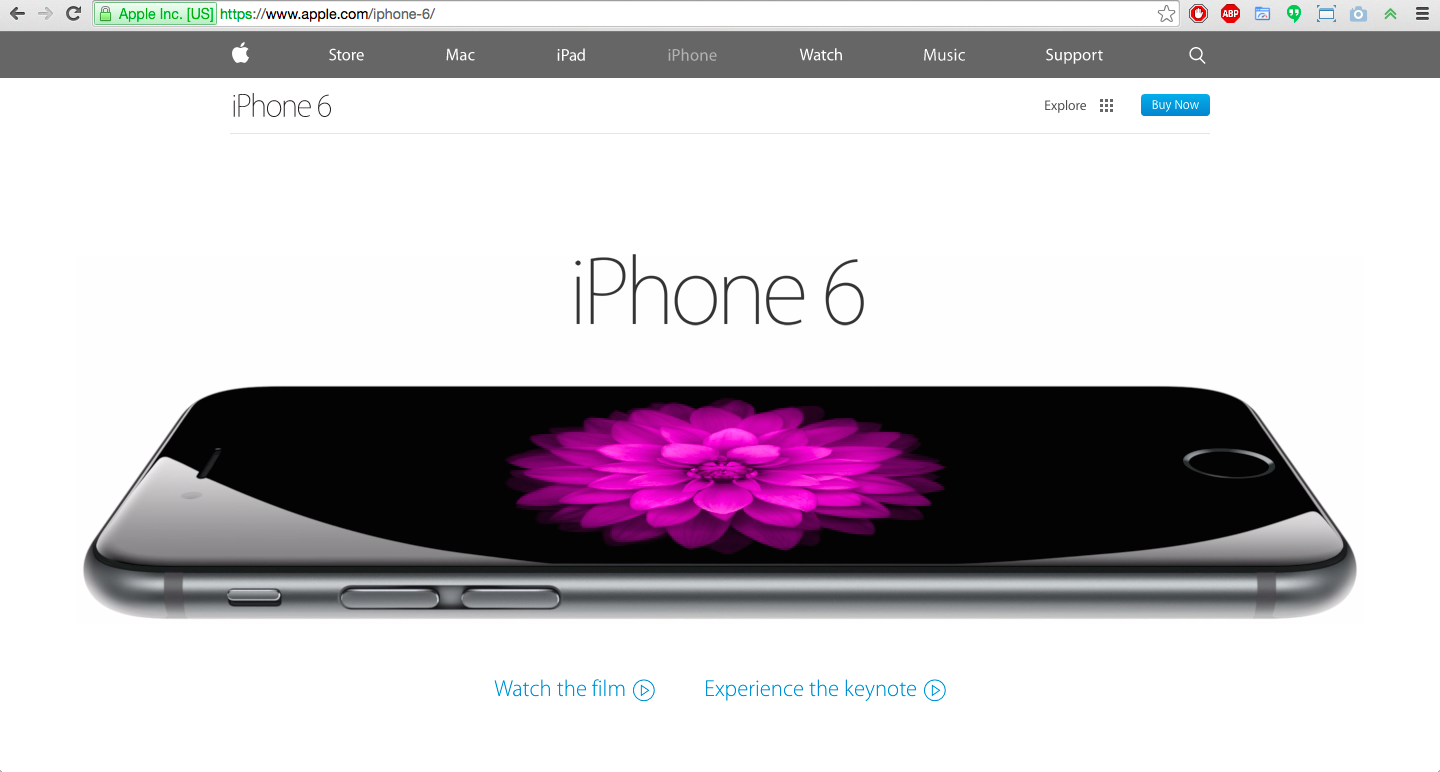 Apple Inc. [US] https://www.apple.com/iphone-6/
ABP
Store Mac iPad iPhone Watch Music Support
iPhone 6
Explore Buy Now
iPhone 6
Watch the film Experience the keynote